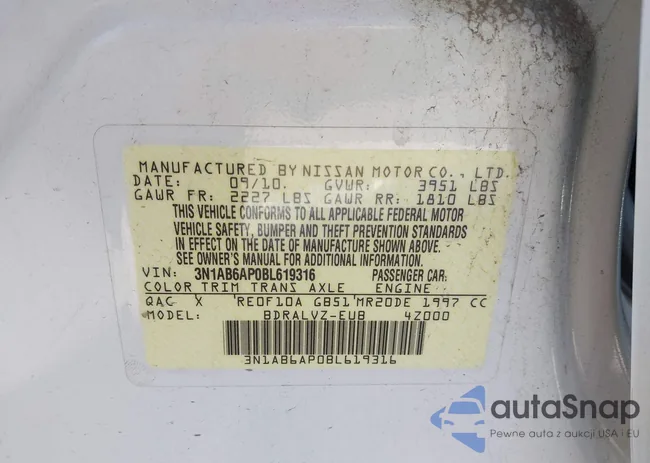 MANUFACTURED BY NISSAN MOTOR CO., LTD.
DATE: 09/10. GVWR: 3951 LBS
GAWR FR: 2227 LBS GAWR RR: 1810 LBS
THIS VEHICLE CONFORMS TO ALL APPLICABLE FEDERAL MOTOR
VEHICLE SAFETY, BUMPER AND THEFT PREVENTION STANDARDS
IN EFFECT ON THE DATE OF MANUFACTURE SHOWN ABOVE.
SEE OWNER'S MANUAL FOR ADDITIONAL INFORMATION.
VIN: 3N1AB6AP0BL619316 PASSENGER CAR:
COLOR TRIM TRANS AXLE ENGINE:
QAC X RE0F10A GB51 MR20DE 1997 CC
MODEL: BDRALVZ-EUB 4Z000
3N1AB6AP0BL619316
autoSnap
Pewne auta z aukcji USA i EU